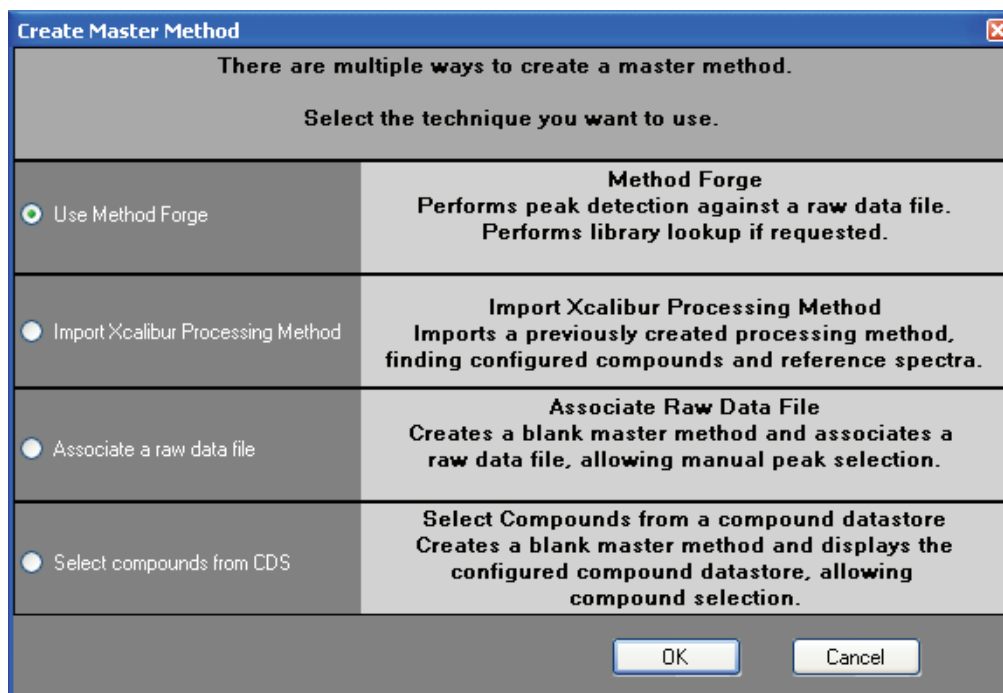 Create Master Method
There are multiple ways to create a master method.
Select the technique you want to use.
Use Method Forge
Method Forge
Performs peak detection against a raw data file.
Performs library lookup if requested.
Import Xcalibur Processing Method
Import Xcalibur Processing Method
Imports a previously created processing method,
finding configured compounds and reference spectra.
Associate a raw data file
Associate Raw Data File
Creates a blank master method and associates a
raw data file, allowing manual peak selection.
Select compounds from CDS
Select Compounds from a compound datastore
Creates a blank master method and displays the
configured compound datastore, allowing
compound selection.
OK
Cancel